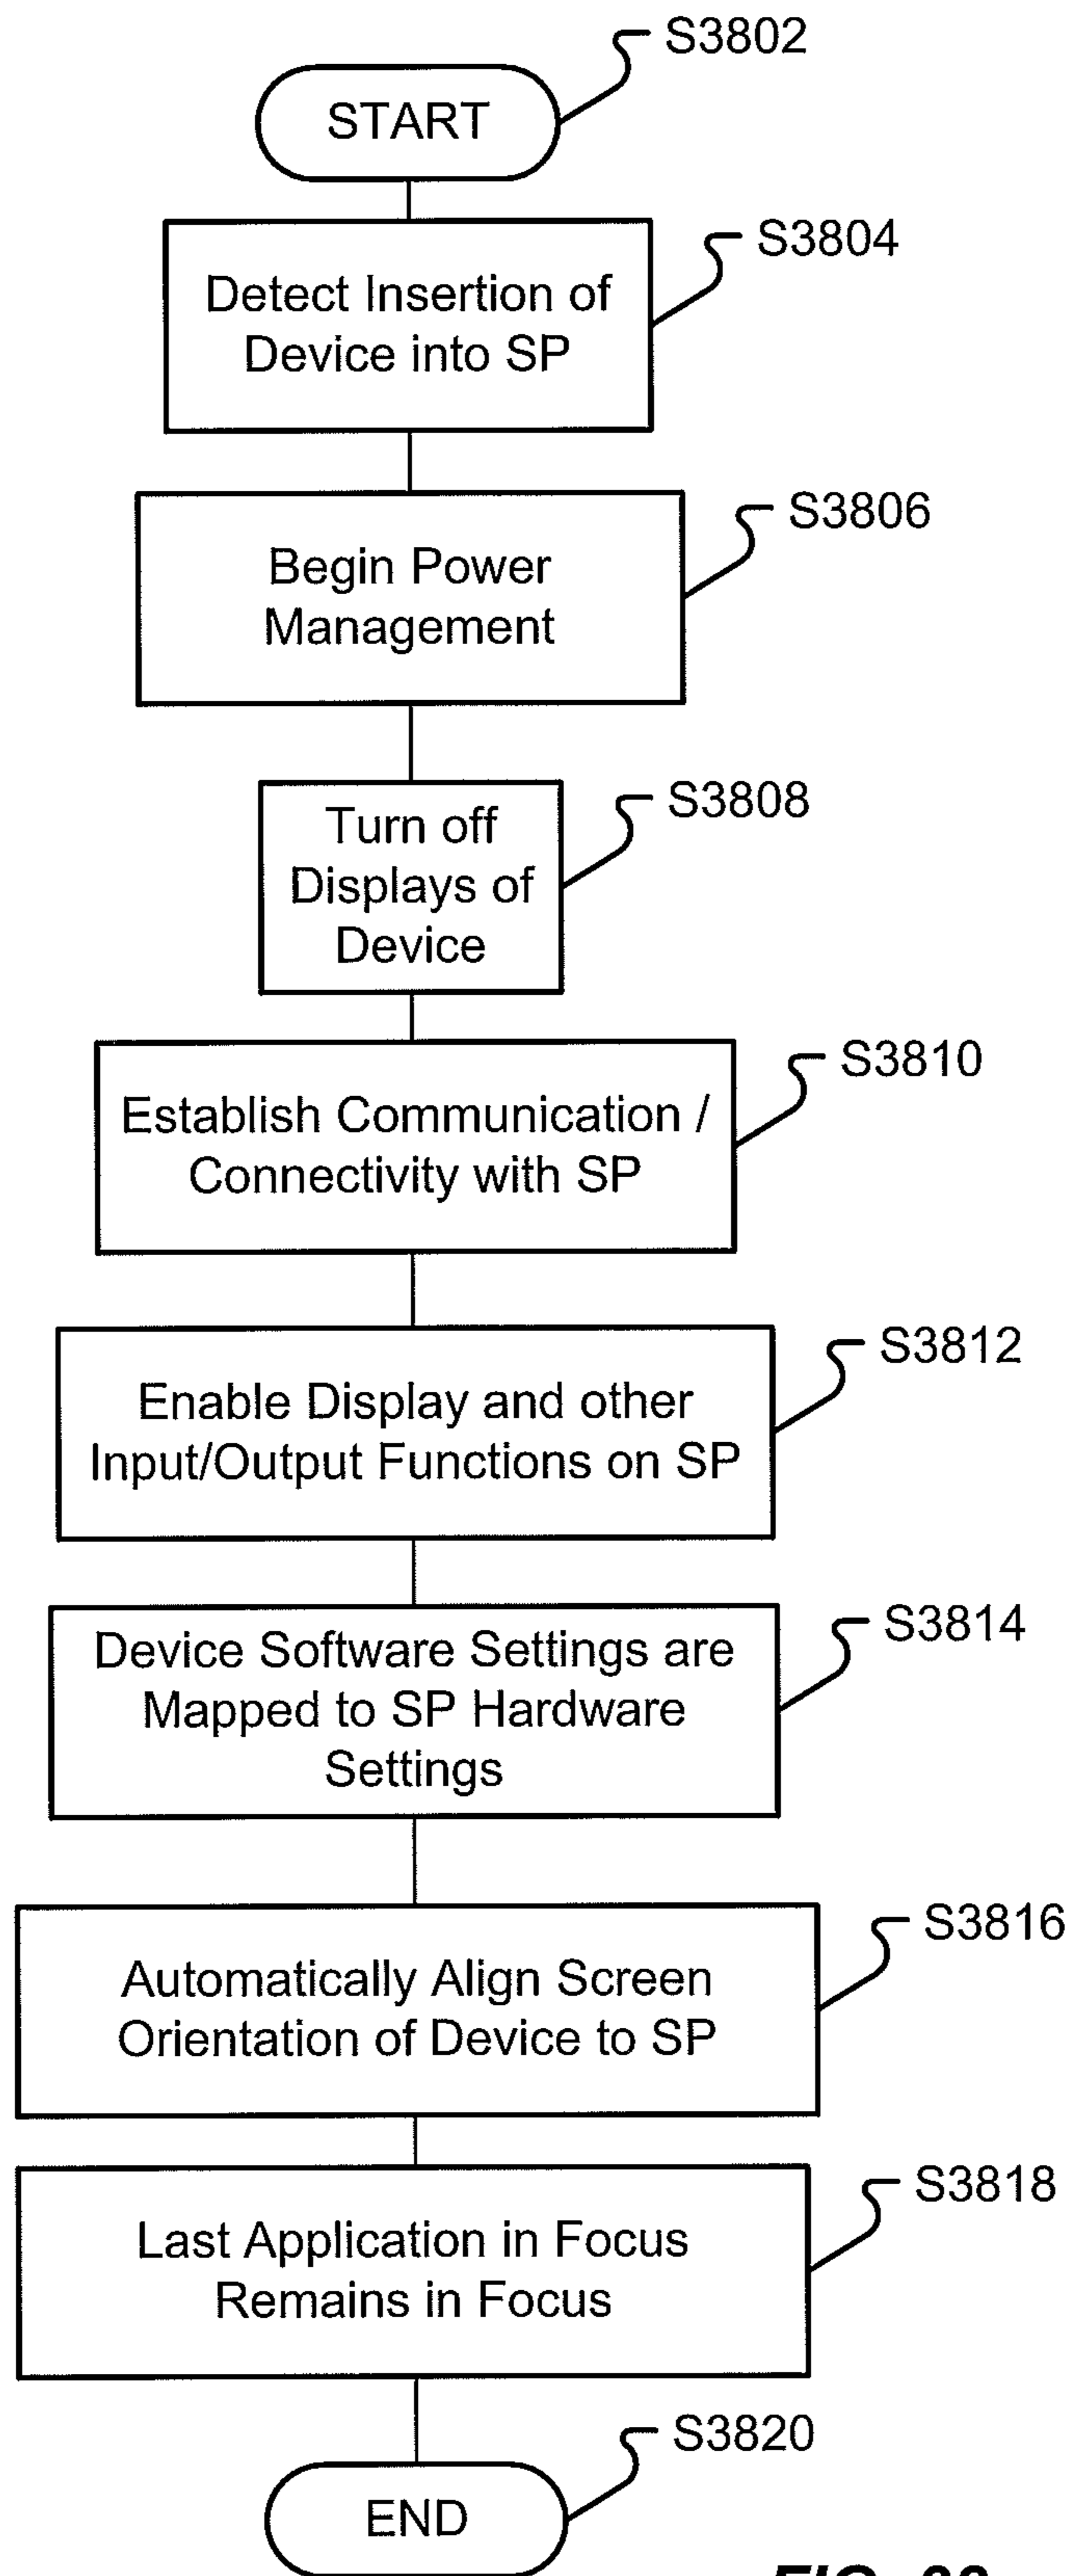 S3802
START
S3804
Detect Insertion of
Device into SP
S3806
Begin Power
Management
S3808
Turn off
Displays of
Device
S3810
Establish Communication /
Connectivity with SP
S3812
Enable Display and other
Input/Output Functions on SP
S3814
Device Software Settings are
Mapped to SP Hardware
Settings
S3816
Automatically Align Screen
Orientation of Device to SP
S3818
Last Application in Focus
Remains in Focus
S3820
END